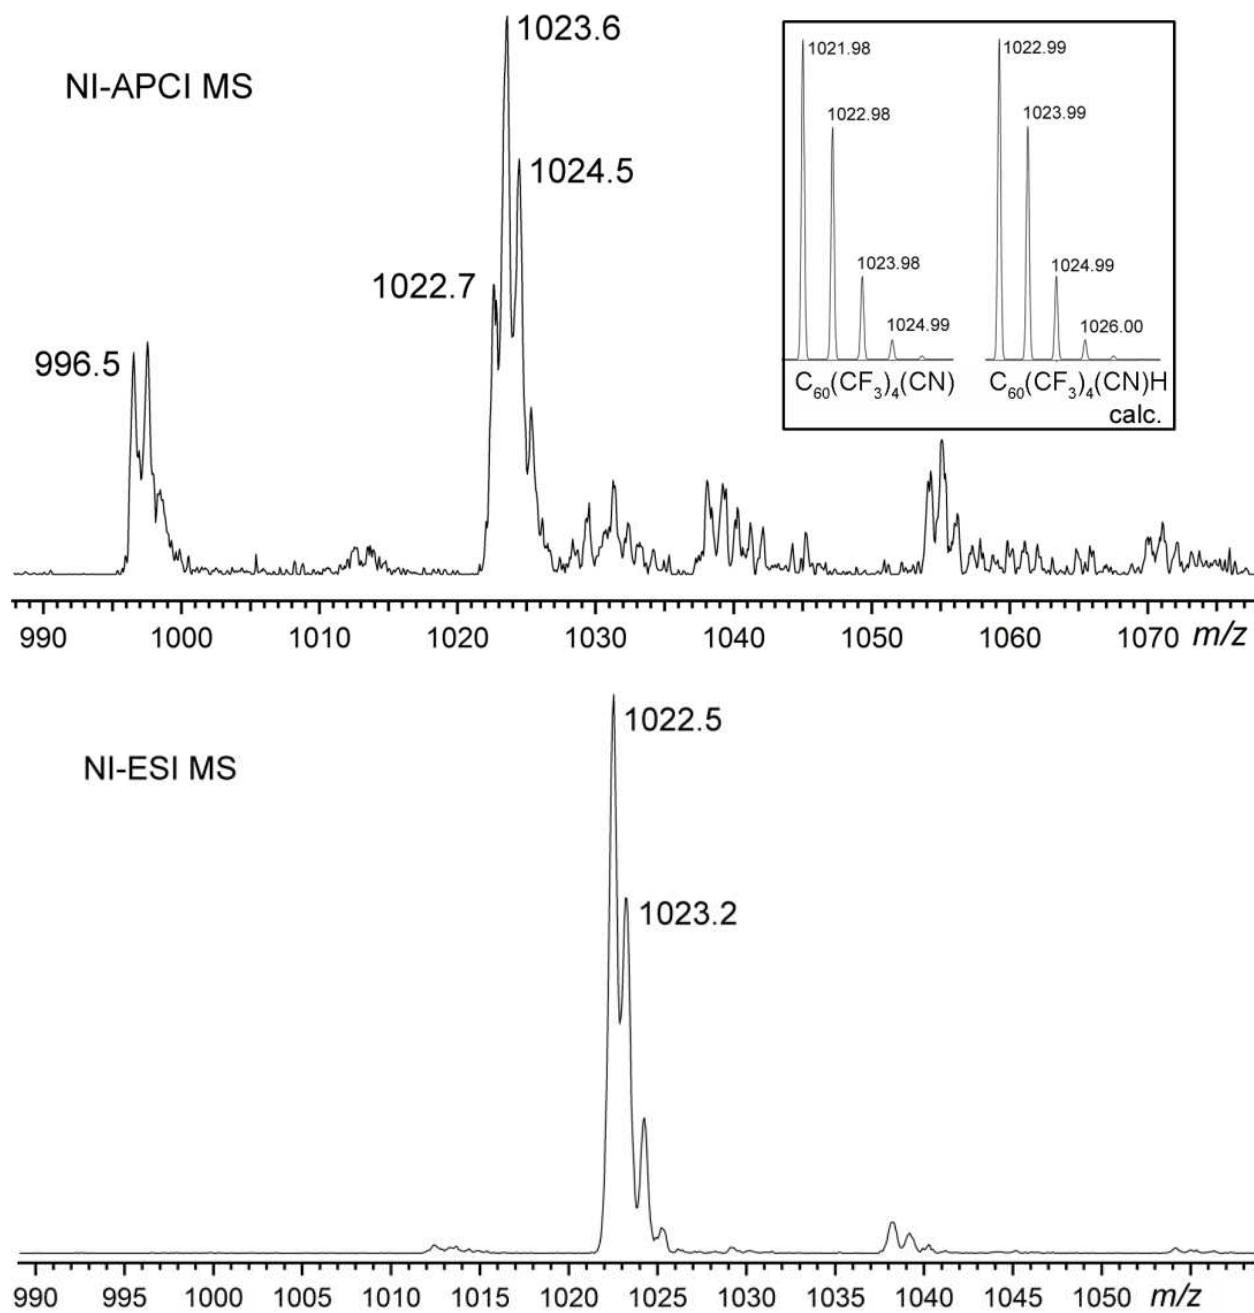 NI-APCI MS
1023.6
1024.5
1022.7
996.5
1021.98
1022.98
1023.98
1024.99
C₆₀(CF₃)₄(CN)
1022.99
1023.99
1024.99
1026.00
C₆₀(CF₃)₄(CN)H
calc.
990 1000 1010 1020 1030 1040 1050 1060 1070 m/z
NI-ESI MS
1022.5
1023.2
990 995 1000 1005 1010 1015 1020 1025 1030 1035 1040 1045 1050 m/z